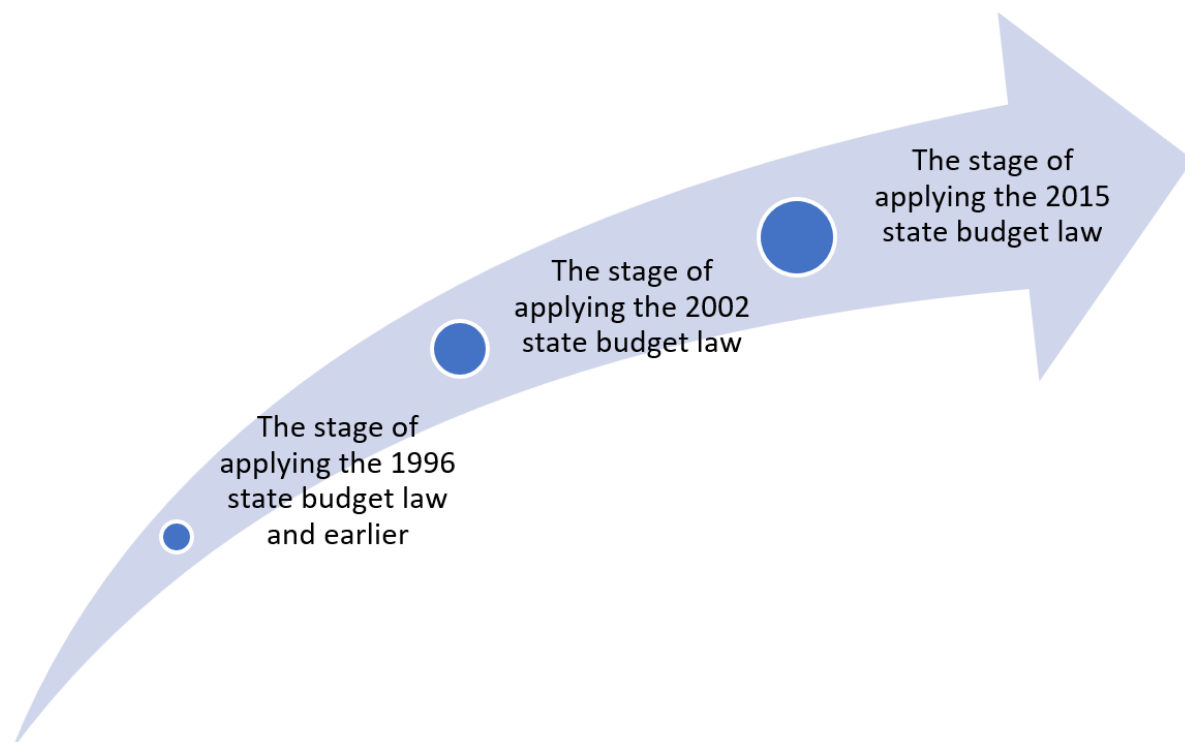 The stage of
applying the 1996
state budget law
and earlier
The stage of
applying the 2002
state budget law
The stage of
applying the 2015
state budget law